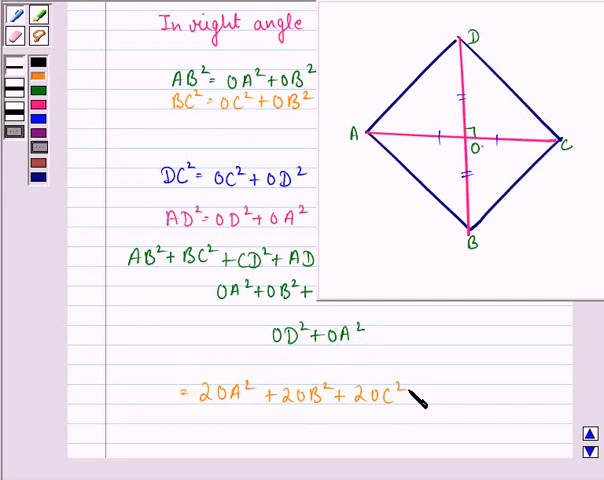 In right angle
AB² = OA² + OB²
BC² = OC² + OB²
DC² = OC² + OD²
AD² = OD² + OA²
AB² + BC² + CD² + AD
OA² + OB² +
OD² + OA²
= 2OA² + 2OB² + 2OC²
D
A
O
C
B